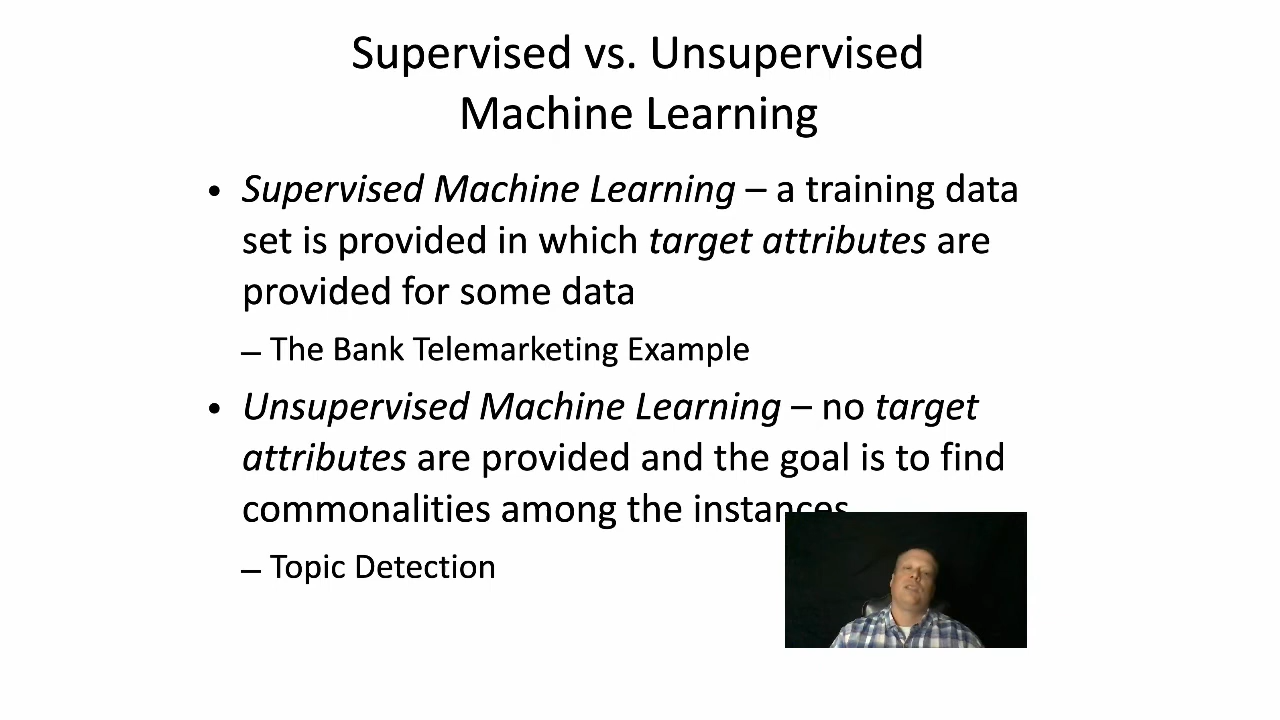 Supervised vs. Unsupervised
Machine Learning
• Supervised Machine Learning – a training data
set is provided in which target attributes are
provided for some data
– The Bank Telemarketing Example
• Unsupervised Machine Learning – no target
attributes are provided and the goal is to find
commonalities among the instances
– Topic Detection